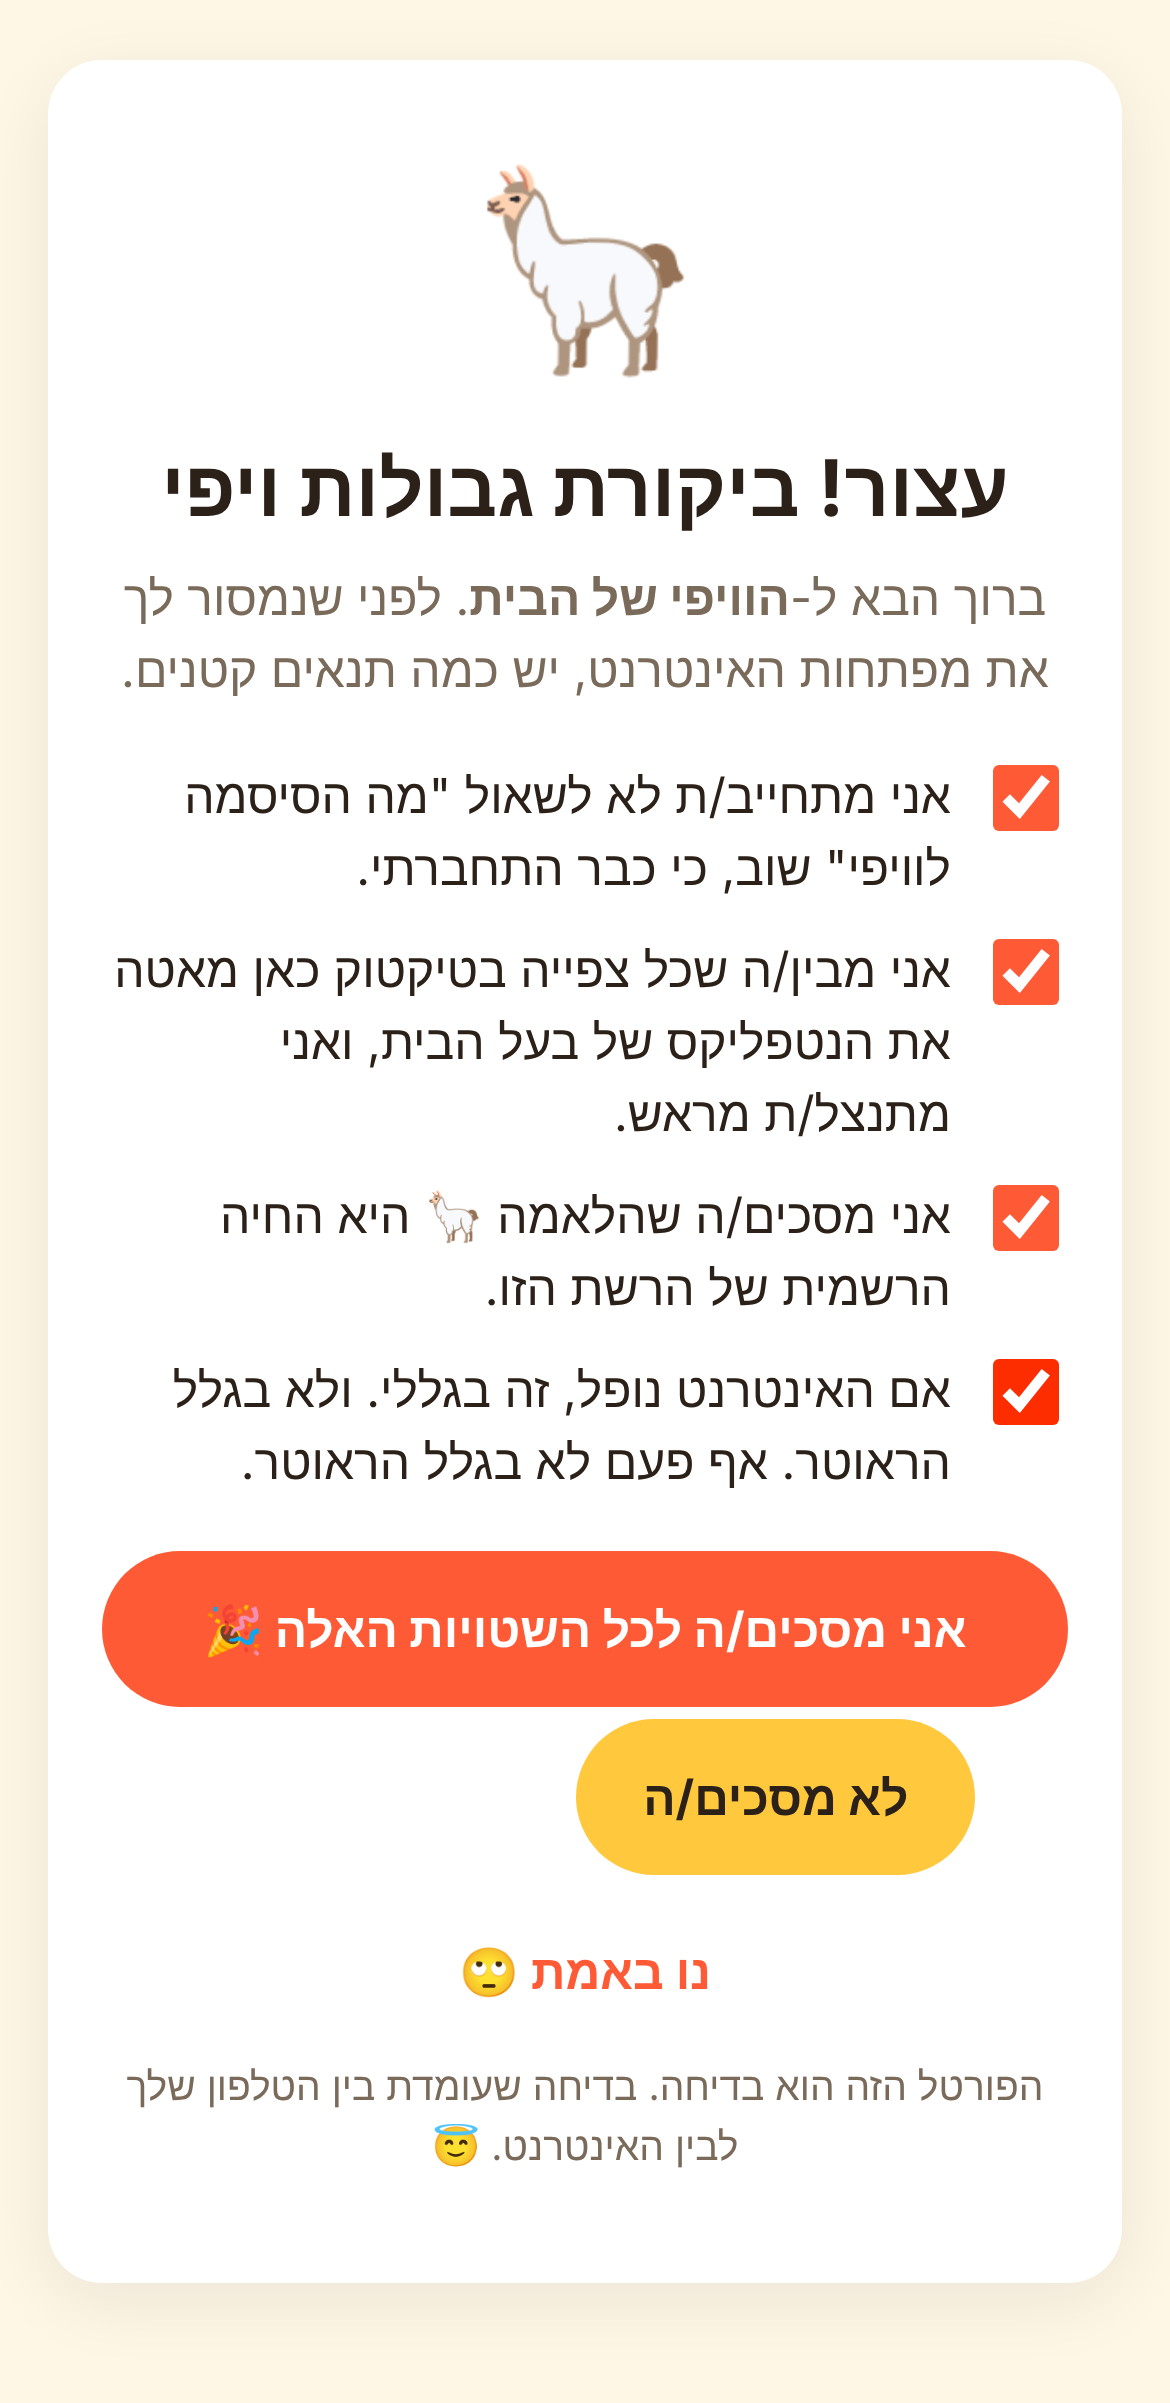 עצור! ביקורת גבולות ויפי
ברוך הבא ל-הוויפי של הבית. לפני שנמסור לך
את מפתחות האינטרנט, יש כמה תנאים קטנים.
אני מתחייב/ת לא לשאול "מה הסיסמה
לוויפי" שוב, כי כבר התחברתי.
אני מבין/ה שכל צפייה בטיקטוק כאן מאטה
את הנטפליקס של בעל הבית, ואני
מתנצל/ת מראש.
אני מסכים/ה שהלאמה 🦙 היא החיה
הרשמית של הרשת הזו.
אם האינטרנט נופל, זה בגללי. ולא בגלל
הראוטר. אף פעם לא בגלל הראוטר.
אני מסכים/ה לכל השטויות האלה 🎉
לא מסכים/ה
נו באמת 🙄
הפורטל הזה הוא בדיחה. בדיחה שעומדת בין הטלפון שלך
לבין האינטרנט. 😇